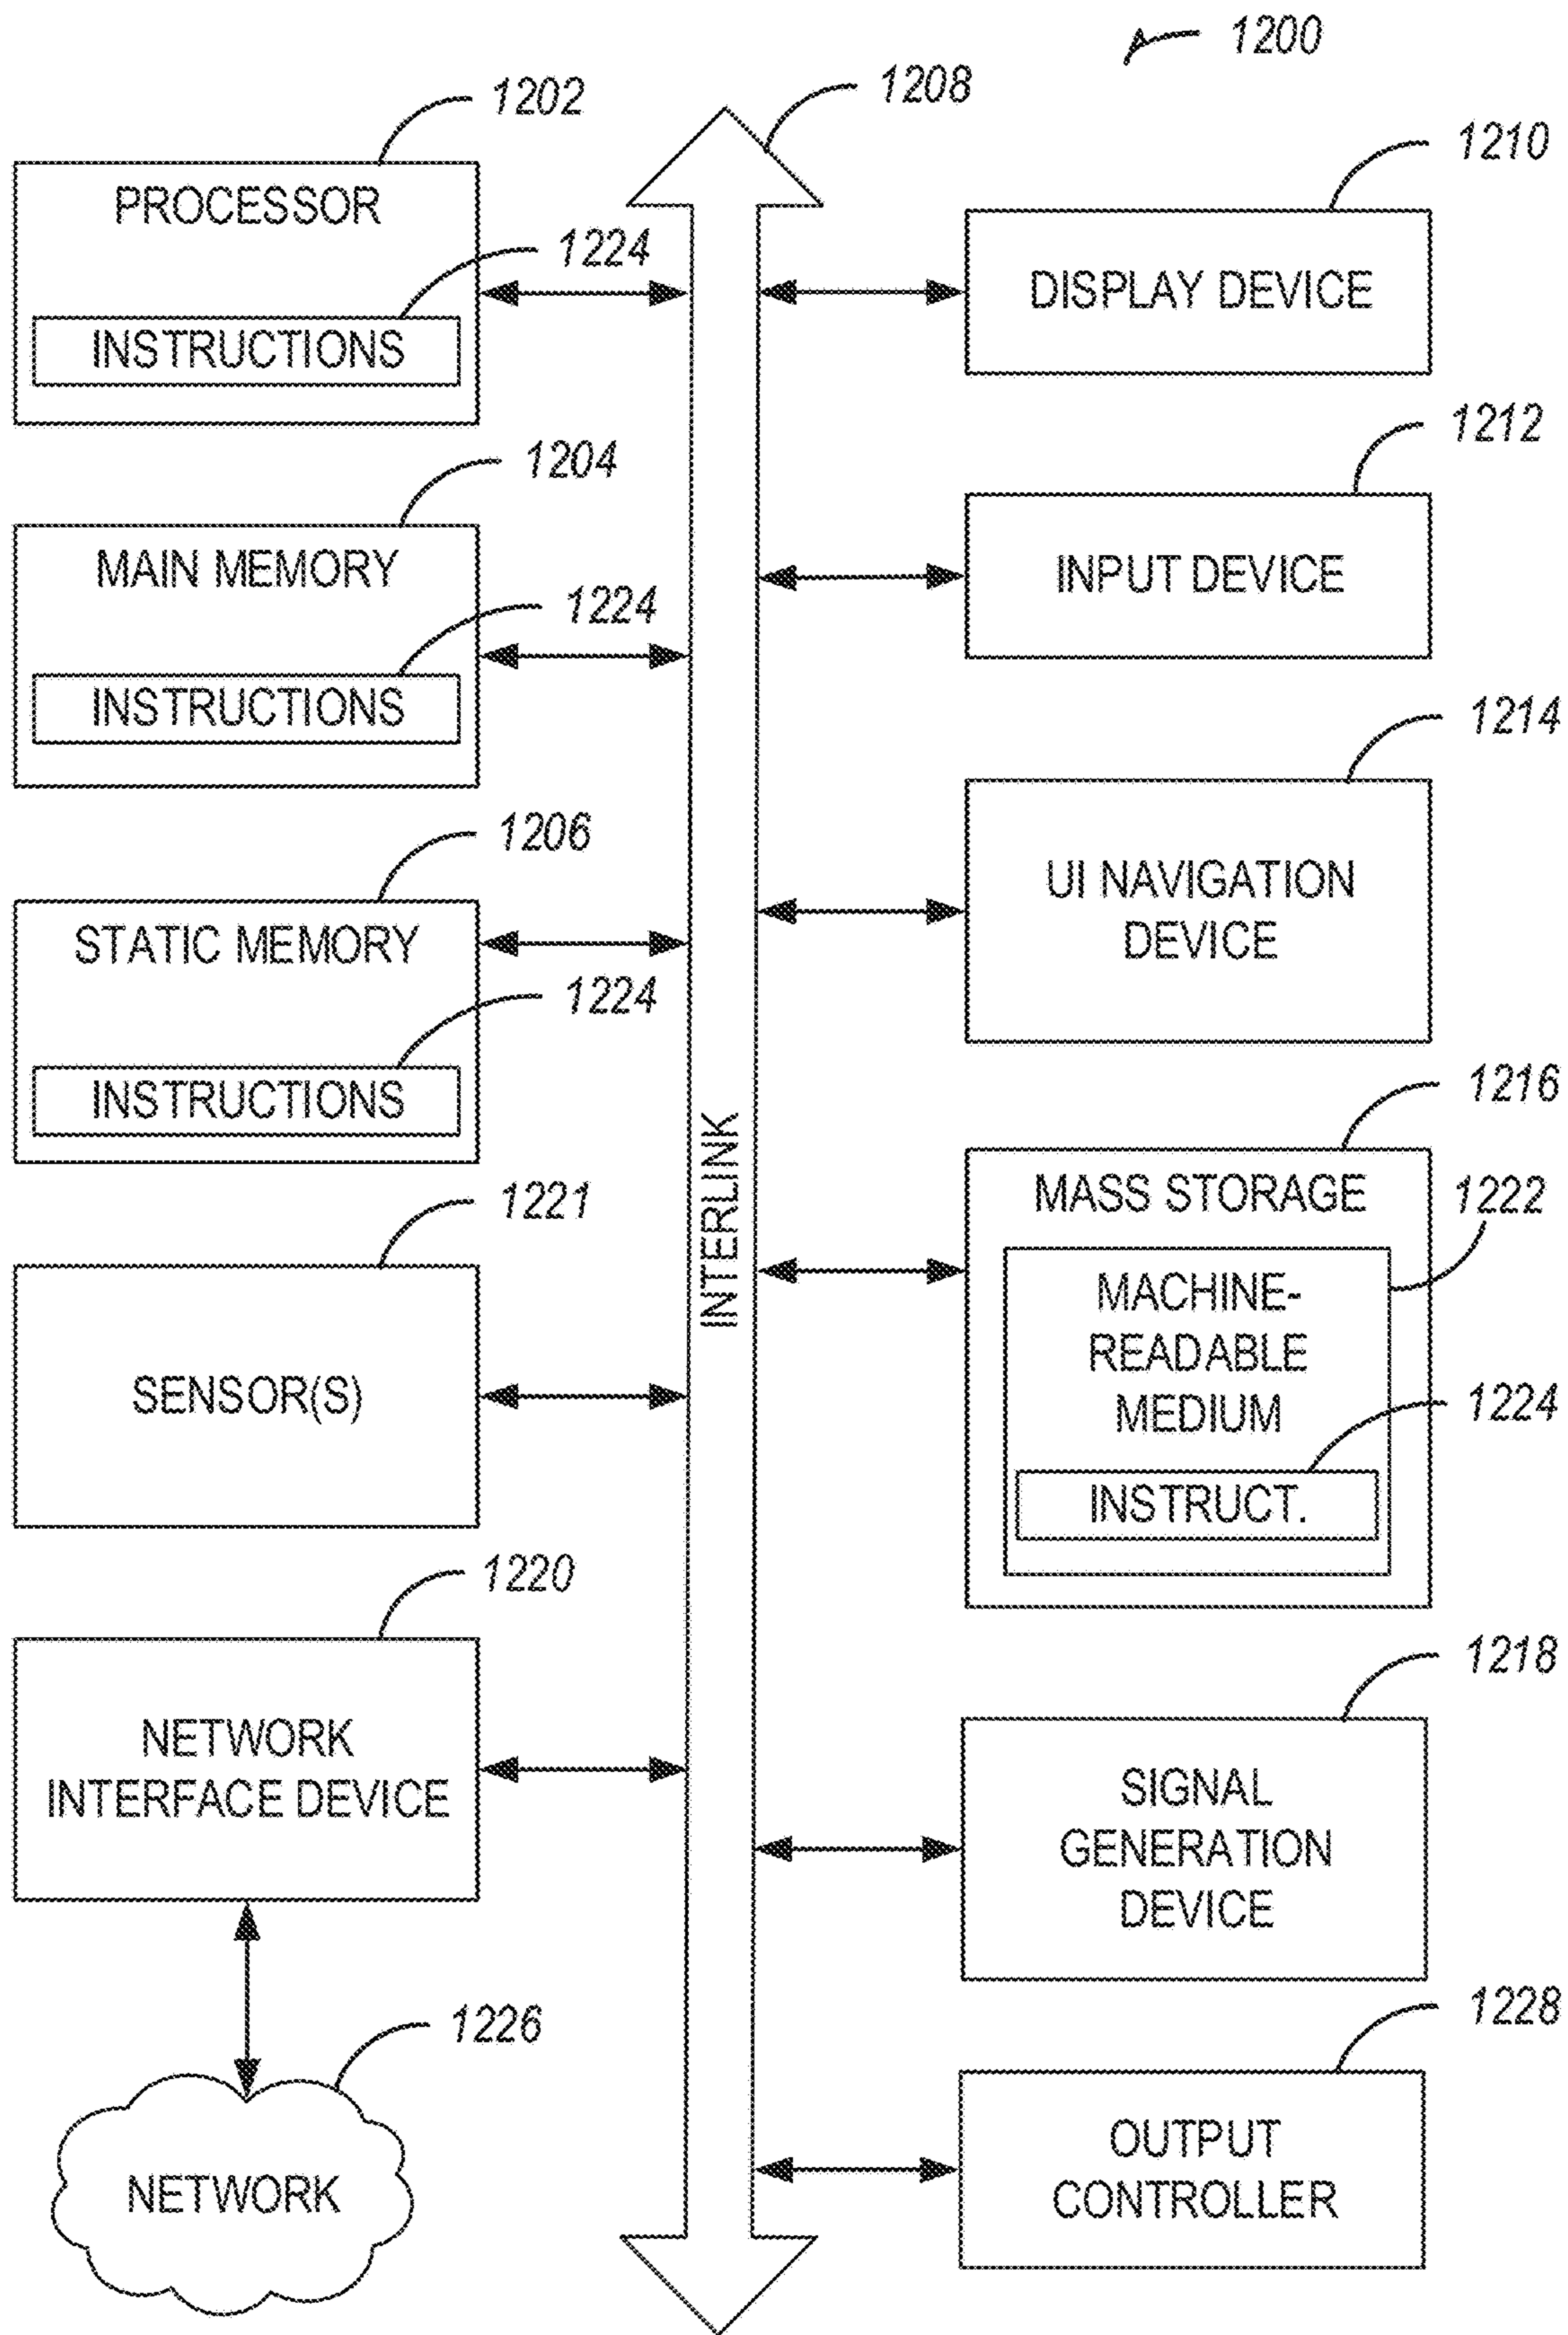 1200
1208
1202
PROCESSOR
1224
INSTRUCTIONS
1204
MAIN MEMORY
1224
INSTRUCTIONS
1206
STATIC MEMORY
1224
INSTRUCTIONS
1221
SENSOR(S)
1220
NETWORK
INTERFACE DEVICE
1226
NETWORK
INTERLINK
1210
DISPLAY DEVICE
1212
INPUT DEVICE
1214
UI NAVIGATION
DEVICE
1216
MASS STORAGE
1222
MACHINE-
READABLE
MEDIUM
1224
INSTRUCT.
1218
SIGNAL
GENERATION
DEVICE
1228
OUTPUT
CONTROLLER